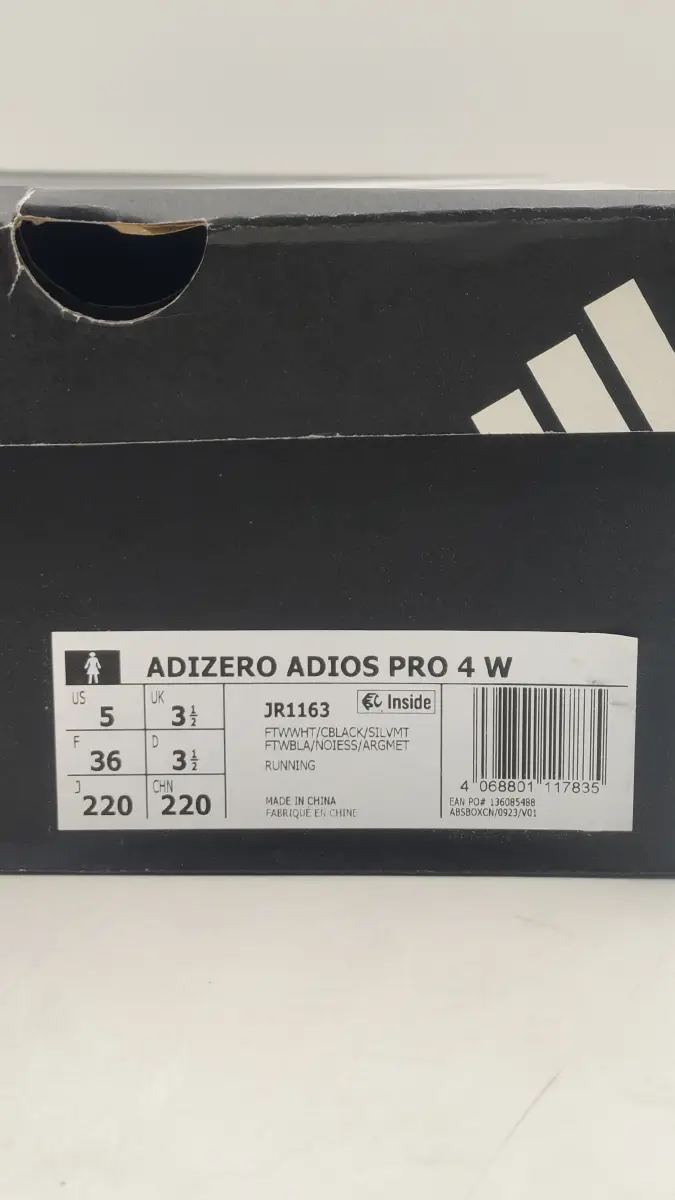 ADIZERO ADIOS PRO 4 W
US 5 UK 3½
F 36 D 3½
J 220 CHN 220
JR1163 Inside
FTWWHT/CBLACK/SILVMT
FTWBLA/NOIESS/ARGMET
RUNNING
MADE IN CHINA
FABRIQUÉ EN CHINE
4 068801 117835
EAN PO# 136085488
ABSBOXCN/0923/V01